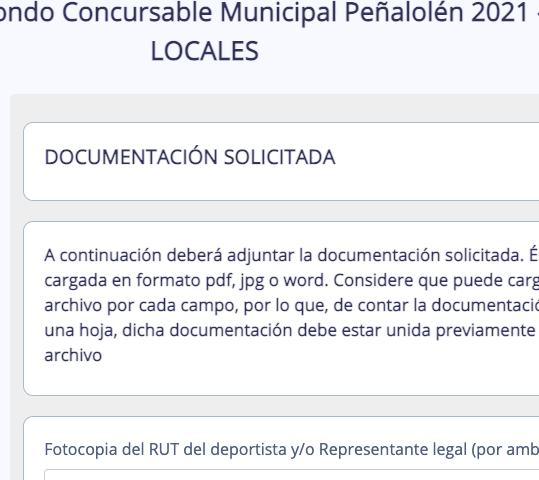 ondo Concursable Municipal Peñalolén 2021 -
LOCALES
DOCUMENTACIÓN SOLICITADA
A continuación deberá adjuntar la documentación solicitada. É
cargada en formato pdf, jpg o word. Considere que puede carg
archivo por cada campo, por lo que, de contar la documentació
una hoja, dicha documentación debe estar unida previamente
archivo
Fotocopia del RUT del deportista y/o Representante legal (por amb